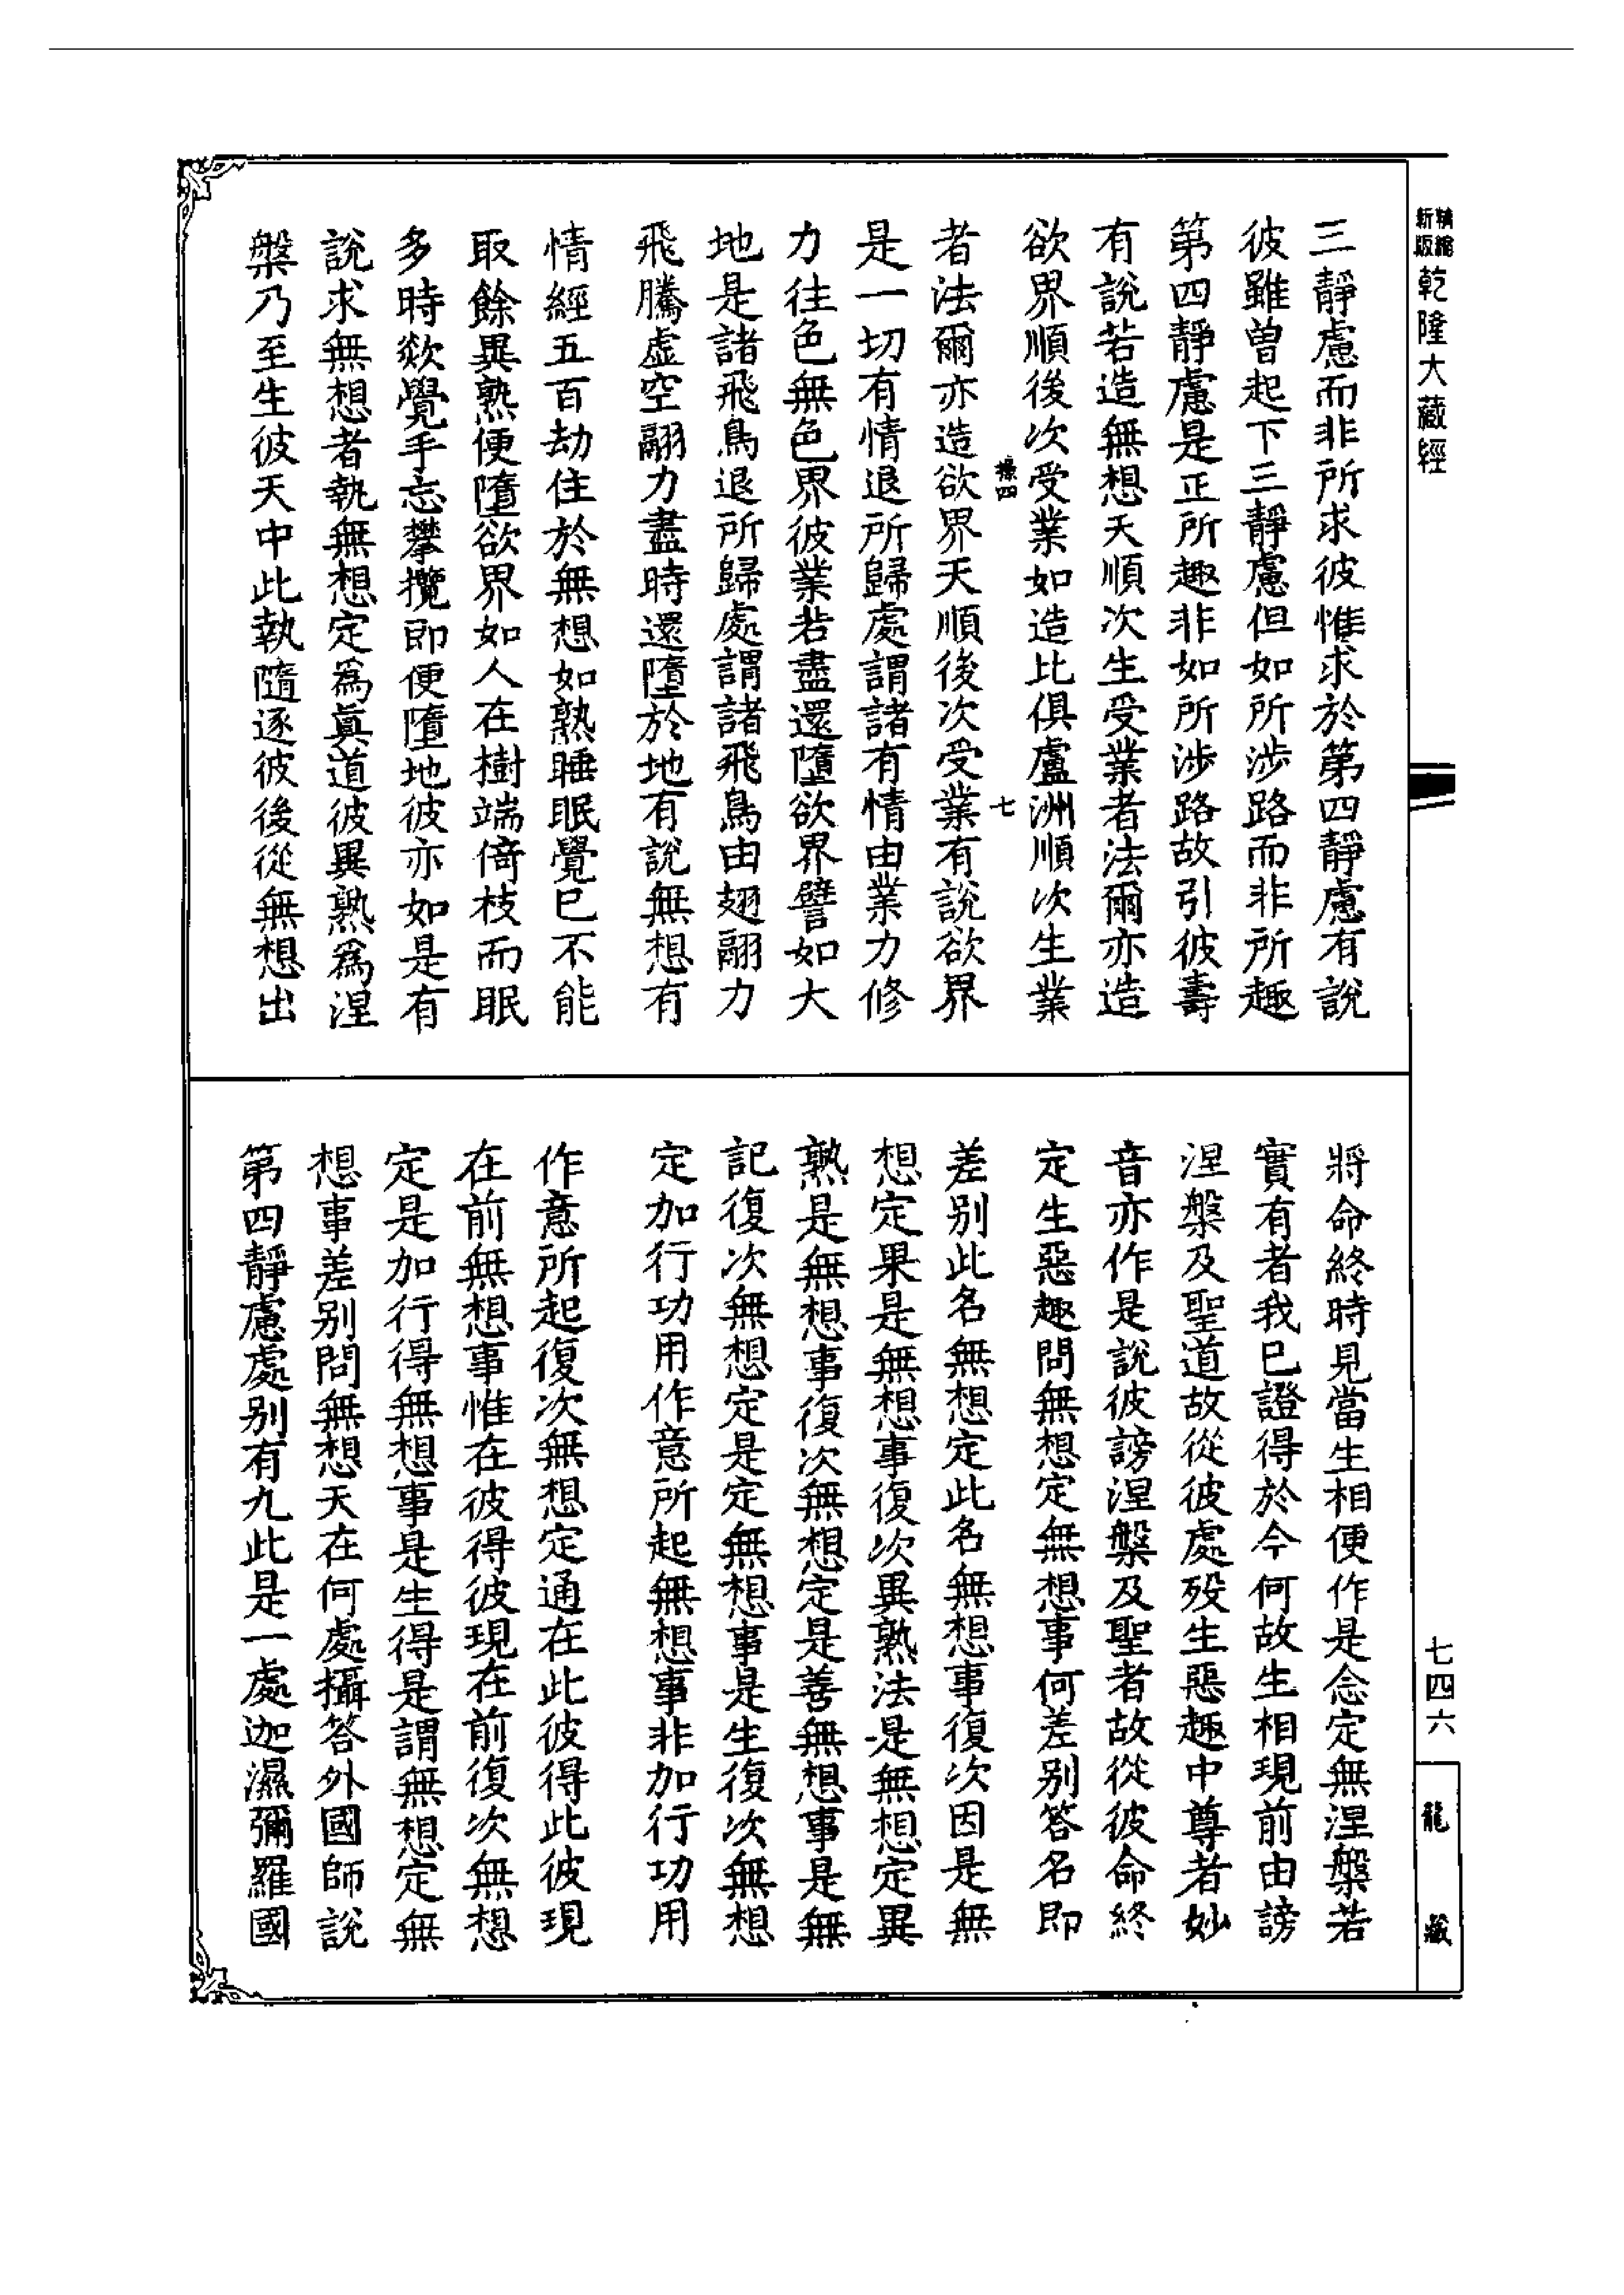 精縮新版乾隆大藏經
三靜慮而非所求彼惟求於第四靜慮有說
彼雖曾起下三靜慮但如所涉路而非所趣
第四靜慮是正所趣非如所涉路故引彼壽
有說若造無想天順次生受業者法爾亦造
欲界順後次受業如造比俱盧洲順次生業
四 七
者法爾亦造欲界天順後次受業有說欲界
是一切有情退所歸處謂諸有情由業力修
力往色無色界彼業若盡還墮欲界譬如大
地是諸飛鳥退所歸處謂諸飛鳥由翅翮力
飛騰虛空翮力盡時還墮於地有說無想有
情經五百劫住於無想如熟睡眠覺已不能
取餘異熟便墮欲界如人在樹端倚枝而眠
多時欻覺手忘攀攬即便墮地彼亦如是有
說求無想者執無想定為真道彼異熟為涅
槃乃至生彼天中此執隨逐彼後從無想出
將命終時見當生相便作是念定無涅槃若
實有者我已證得於今何故生相現前由謗
涅槃及聖道故從彼處歿生惡趣中尊者妙
音亦作是說彼謗涅槃及聖者故從彼命終
定生惡趣問無想定無想事何差別答名即
差別此名無想定此名無想事復次因是無
想定果是無想事復次異熟法是無想定異
熟是無想事復次無想定是善無想事是無
記復次無想定是定無想事是生復次無想
定加行功用作意所起無想事非加行功用
作意所起復次無想定通在此彼得此彼現
在前無想事惟在彼得彼現在前復次無想
定是加行得無想事是生得是謂無想定無
想事差別問無想天在何處攝答外國師說
第四靜慮處別有九此是一處迦濕彌羅國
七四六
龍藏